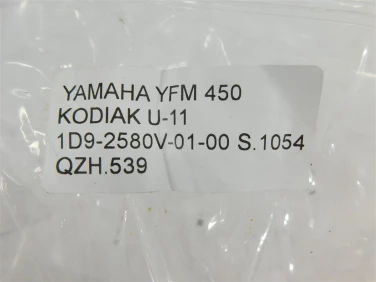 YAMAHA YFM 450
KODIAK U-11
1D9-2580V-01-00 S.1054
QZH.539